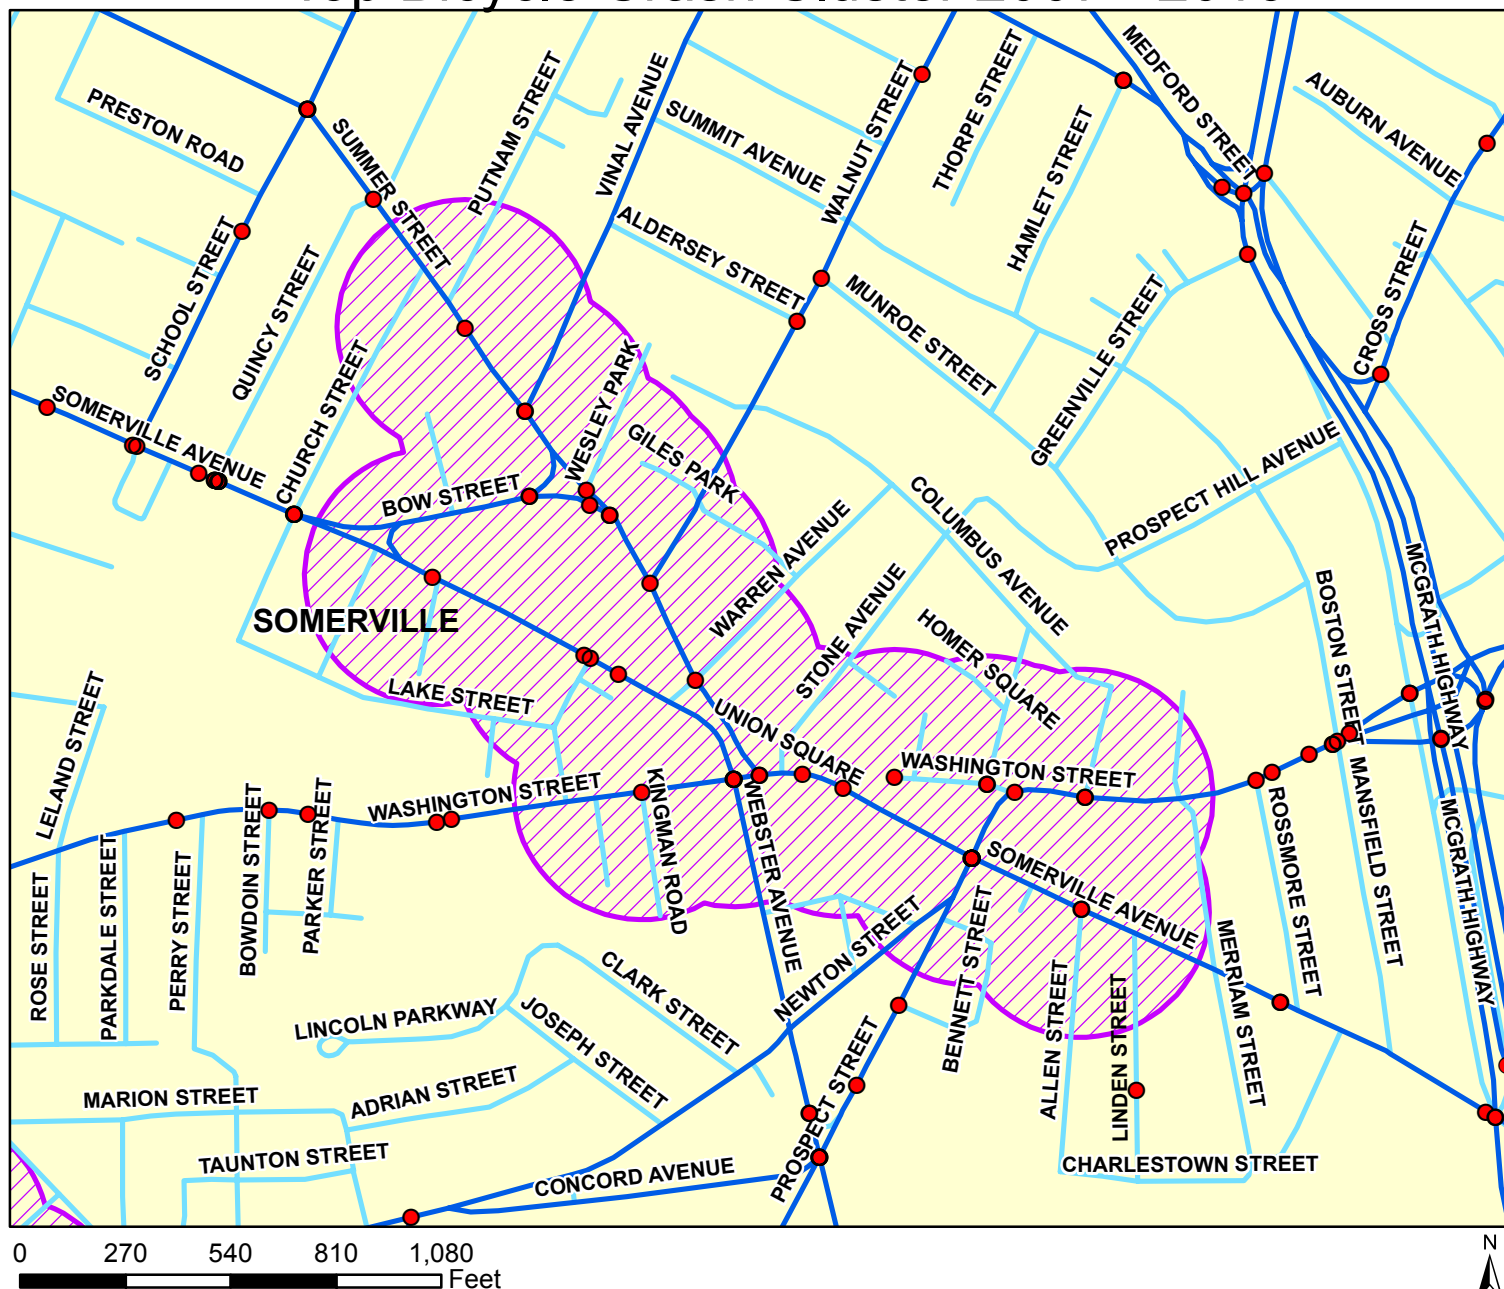 MEDFORD STREET
AUBURN AVENUE
PRESTON ROAD
SUMMER STREET
PUTNAM STREET
VINAL AVENUE
SUMMIT AVENUE
WALNUT STREET
THORPE STREET
HAMLET STREET
ALDERSEY STREET
MUNROE STREET
SCHOOL STREET
QUINCY STREET
CHURCH STREET
CROSS STREET
GREENVILLE STREET
SOMERVILLE AVENUE
WESLEY PARK
GILES PARK
BOW STREET
PROSPECT HILL AVENUE
COLUMBUS AVENUE
WARREN AVENUE
STONE AVENUE
HOMER SQUARE
BOSTON STREET
MCGRATH HIGHWAY
SOMERVILLE
LAKE STREET
UNION SQUARE
WASHINGTON STREET
LELAND STREET
WASHINGTON STREET
KINGMAN ROAD
WEBSTER AVENUE
MANSFIELD STREET
MCGRATH HIGHWAY
ROSSMORE STREET
SOMERVILLE AVENUE
ROSE STREET
PARKDALE STREET
PERRY STREET
BOWDOIN STREET
PARKER STREET
NEWTON STREET
BENNETT STREET
MERRIAM STREET
CLARK STREET
LINCOLN PARKWAY
JOSEPH STREET
ALLEN STREET
LINDEN STREET
MARION STREET
ADRIAN STREET
PROSPECT STREET
TAUNTON STREET
CONCORD AVENUE
CHARLESTOWN STREET
0 270 540 810 1,080
Feet
N